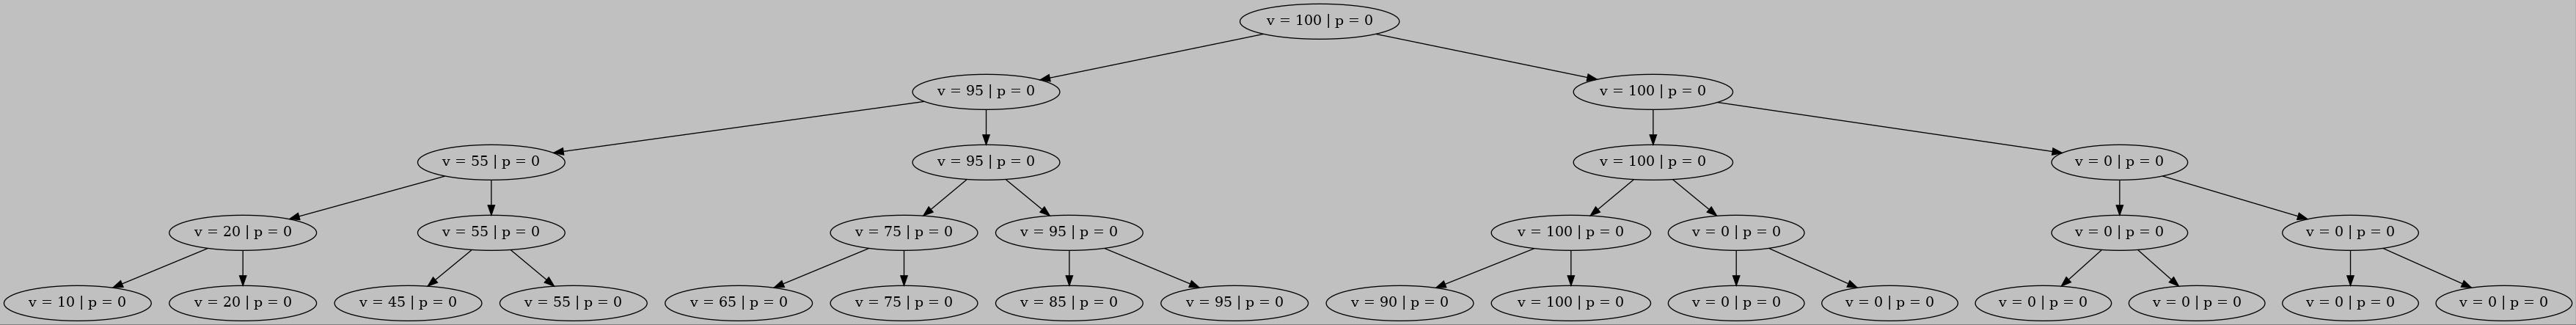 v = 100 | p = 0
v = 95 | p = 0
v = 100 | p = 0
v = 55 | p = 0
v = 95 | p = 0
v = 100 | p = 0
v = 0 | p = 0
v = 20 | p = 0
v = 55 | p = 0
v = 75 | p = 0
v = 95 | p = 0
v = 100 | p = 0
v = 0 | p = 0
v = 0 | p = 0
v = 0 | p = 0
v = 10 | p = 0
v = 20 | p = 0
v = 45 | p = 0
v = 55 | p = 0
v = 65 | p = 0
v = 75 | p = 0
v = 85 | p = 0
v = 95 | p = 0
v = 90 | p = 0
v = 100 | p = 0
v = 0 | p = 0
v = 0 | p = 0
v = 0 | p = 0
v = 0 | p = 0
v = 0 | p = 0
v = 0 | p = 0